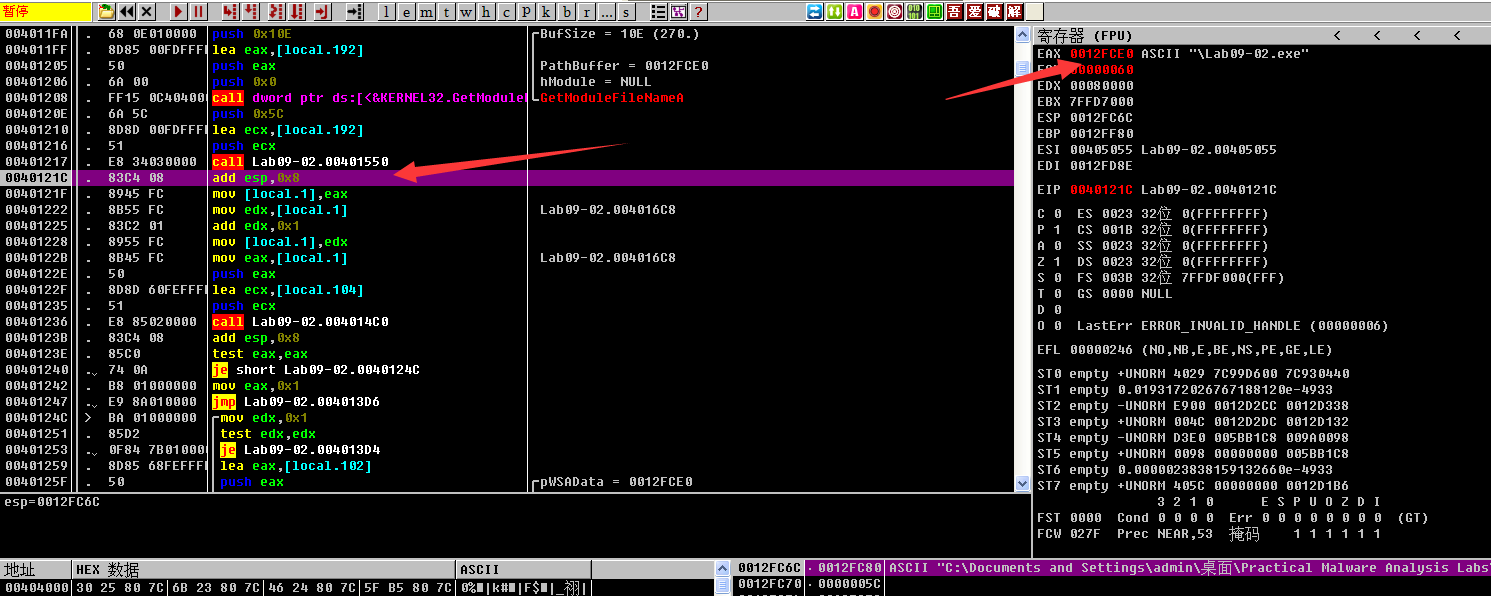 暂停 l e m t w h c p k b r ... s ? 吾 爱 破 解
004011FA . 68 0E010000 push 0x10E BufSize = 10E (270.)
004011FF . 8D85 00FDFFFF lea eax,[local.192]
00401205 . 50 push eax PathBuffer = 0012FCE0
00401206 . 6A 00 push 0x0 hModule = NULL
00401208 . FF15 0C404000 call dword ptr ds:[<&KERNEL32.GetModule GetModuleFileNameA
0040120E . 6A 5C push 0x5C
00401210 . 8D8D 00FDFFFF lea ecx,[local.192]
00401216 . 51 push ecx
00401217 . E8 34030000 call Lab09-02.00401550
0040121C . 83C4 08 add esp,0x8
0040121F . 8945 FC mov [local.1],eax
00401222 . 8B55 FC mov edx,[local.1] Lab09-02.004016C8
00401225 . 83C2 01 add edx,0x1
00401228 . 8955 FC mov [local.1],edx
0040122B . 8B45 FC mov eax,[local.1] Lab09-02.004016C8
0040122E . 50 push eax
0040122F . 8D8D 60FEFFFF lea ecx,[local.104]
00401235 . 51 push ecx
00401236 . E8 85020000 call Lab09-02.004014C0
0040123B . 83C4 08 add esp,0x8
0040123E . 85C0 test eax,eax
00401240 . 74 0A je short Lab09-02.0040124C
00401242 . B8 01000000 mov eax,0x1
00401247 . E9 8A010000 jmp Lab09-02.004013D6
0040124C > BA 01000000 mov edx,0x1
00401251 . 85D2 test edx,edx
00401253 . 0F84 7B010000 je Lab09-02.004013D4
00401259 . 8D85 68FEFFFF lea eax,[local.102]
0040125F . 50 push eax pWSAData = 0012FCE0
esp=0012FC6C
寄存器 (FPU) < < < <
EAX 0012FCE0 ASCII "\Lab09-02.exe"
00000060
EDX 00080000
EBX 7FFD7000
ESP 0012FC6C
EBP 0012FF80
ESI 00405055 Lab09-02.00405055
EDI 0012FD8E
EIP 0040121C Lab09-02.0040121C
C 0 ES 0023 32位 0(FFFFFFFF)
P 1 CS 001B 32位 0(FFFFFFFF)
A 0 SS 0023 32位 0(FFFFFFFF)
Z 1 DS 0023 32位 0(FFFFFFFF)
S 0 FS 003B 32位 7FFDF000(FFF)
T 0 GS 0000 NULL
D 0
O 0 LastErr ERROR_INVALID_HANDLE (00000006)
EFL 00000246 (NO,NB,E,BE,NS,PE,GE,LE)
ST0 empty +UNORM 4029 7C99D600 7C930440
ST1 empty 0.0193172026767188120e-4933
ST2 empty -UNORM E900 0012D2CC 0012D338
ST3 empty +UNORM 004C 0012D2DC 0012D132
ST4 empty -UNORM D3E0 005BB1C8 009A0098
ST5 empty +UNORM 0098 00000000 005BB1C8
ST6 empty 0.0000023838159132660e-4933
ST7 empty +UNORM 405C 00000000 0012D1B6
3 2 1 0 E S P U O Z D I
FST 0000 Cond 0 0 0 0 Err 0 0 0 0 0 0 0 0 (GT)
FCW 027F Prec NEAR,53 掩码 1 1 1 1 1 1
地址 HEX 数据 ASCII
00404000 30 25 80 7C 6B 23 80 7C 46 24 80 7C 5F B5 80 7C
0012FC6C 0012FC80 ASCII "C:\Documents and Settings\admin\桌面\Practical Malware Analysis Labs
0012FC70 0000005C